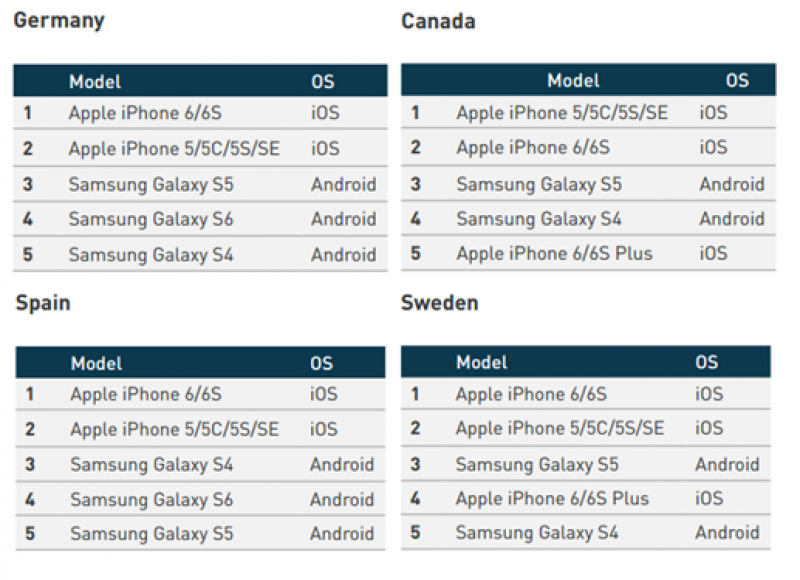 Germany
Model OS
1 Apple iPhone 6/6S iOS
2 Apple iPhone 5/5C/5S/SE iOS
3 Samsung Galaxy S5 Android
4 Samsung Galaxy S6 Android
5 Samsung Galaxy S4 Android
Canada
Model OS
1 Apple iPhone 5/5C/5S/SE iOS
2 Apple iPhone 6/6S iOS
3 Samsung Galaxy S5 Android
4 Samsung Galaxy S4 Android
5 Apple iPhone 6/6S Plus iOS
Spain
Model OS
1 Apple iPhone 6/6S iOS
2 Apple iPhone 5/5C/5S/SE iOS
3 Samsung Galaxy S4 Android
4 Samsung Galaxy S6 Android
5 Samsung Galaxy S5 Android
Sweden
Model OS
1 Apple iPhone 6/6S iOS
2 Apple iPhone 5/5C/5S/SE iOS
3 Samsung Galaxy S5 Android
4 Apple iPhone 6/6S Plus iOS
5 Samsung Galaxy S4 Android